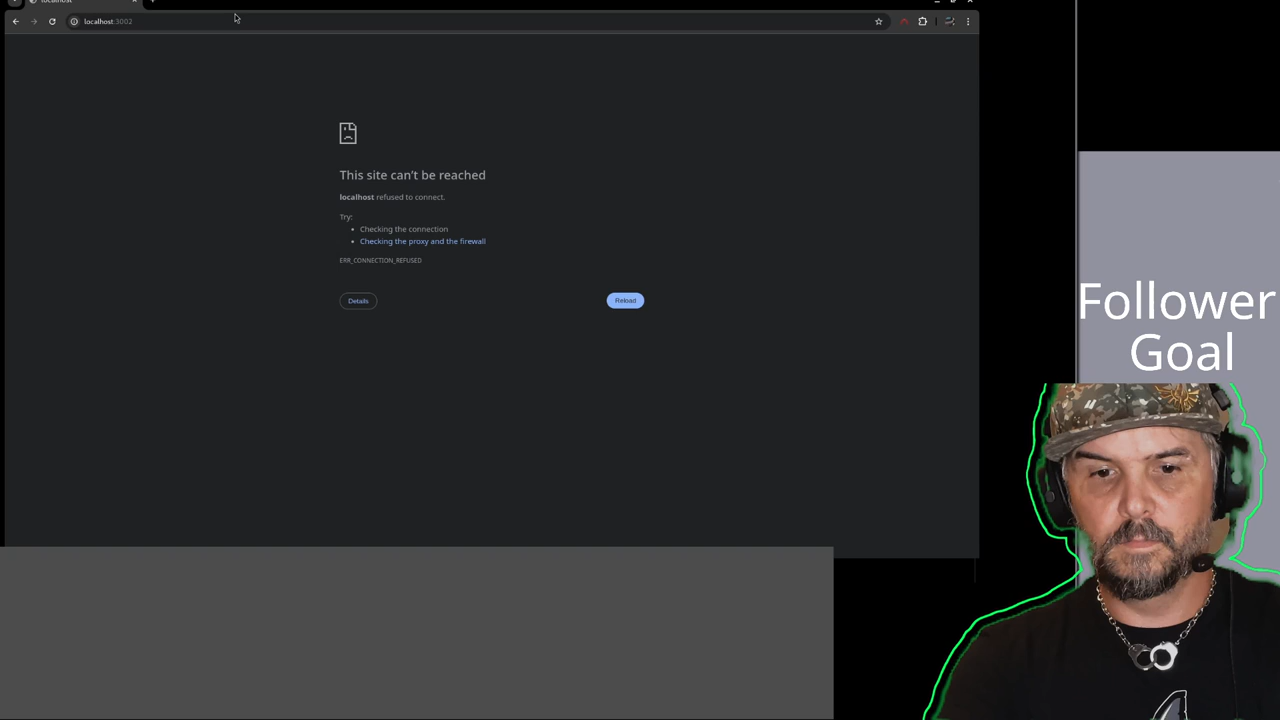 localhost
localhost:3002
This site can't be reached
localhost refused to connect.
Try:
Checking the connection
Checking the proxy and the firewall
ERR_CONNECTION_REFUSED
Details
Reload
Follower
Goal